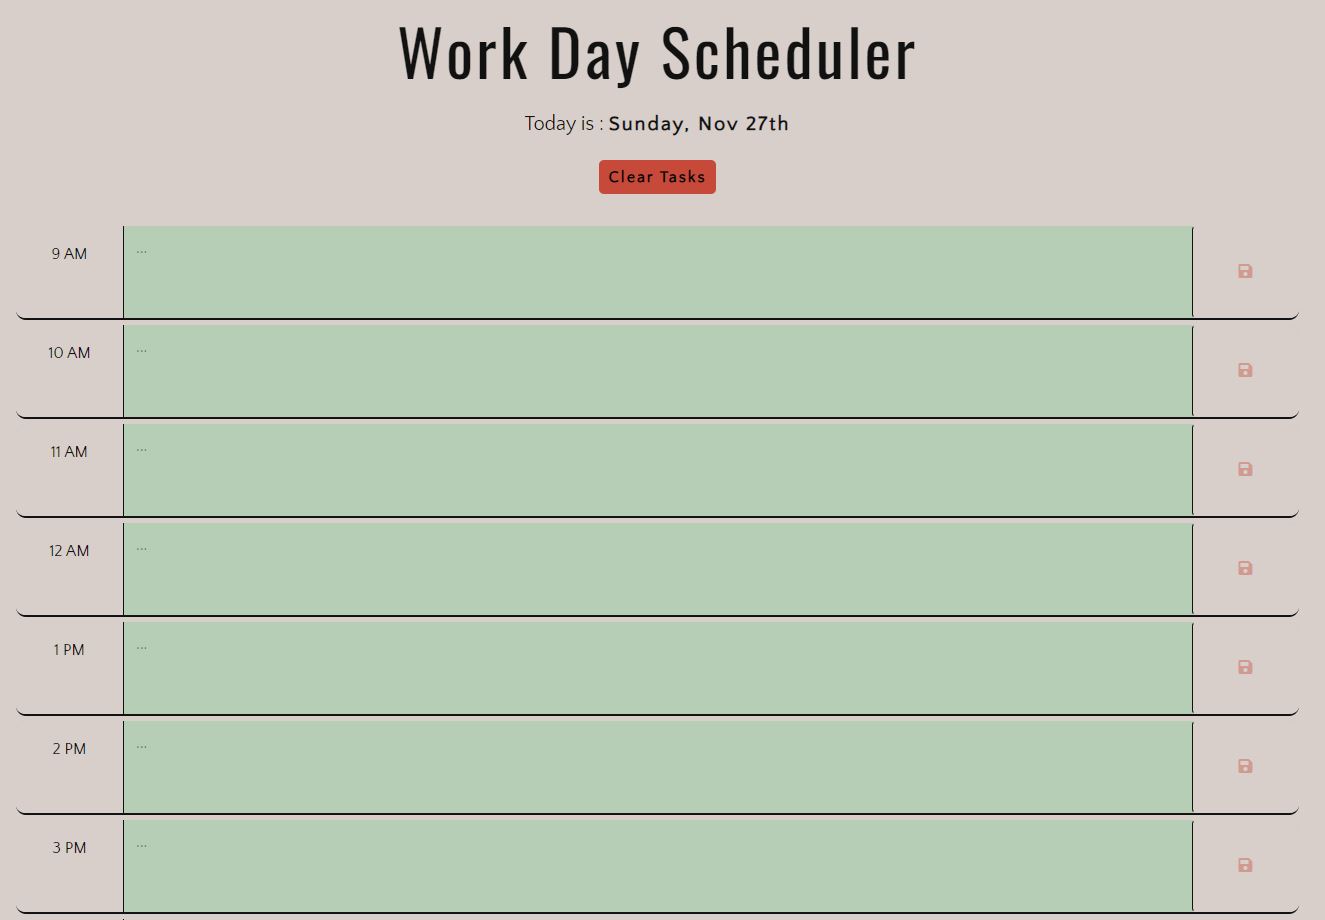 Work Day Scheduler
Today is : Sunday, Nov 27th
Clear Tasks
9 AM ...
10 AM ...
11 AM ...
12 AM ...
1 PM ...
2 PM ...
3 PM ...